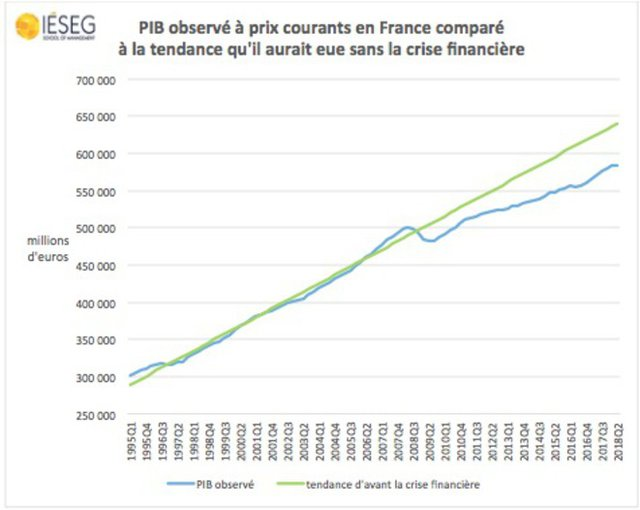 IÉSEG
SCHOOL OF MANAGEMENT
PIB observé à prix courants en France comparé
à la tendance qu'il aurait eue sans la crise financière
700 000
650 000
600 000
550 000
500 000
450 000
400 000
350 000
300 000
250 000
millions
d'euros
1995Q1
1995Q4
1996Q3
1997Q2
1998Q1
1998Q4
1999Q3
2000Q2
2001Q1
2001Q4
2002Q3
2003Q2
2004Q1
2004Q4
2005Q3
2006Q2
2007Q1
2007Q4
2008Q3
2009Q2
2010Q1
2010Q4
2011Q3
2012Q2
2013Q1
2013Q4
2014Q3
2015Q2
2016Q1
2016Q4
2017Q3
2018Q2
PIB observé
tendance d'avant la crise financière